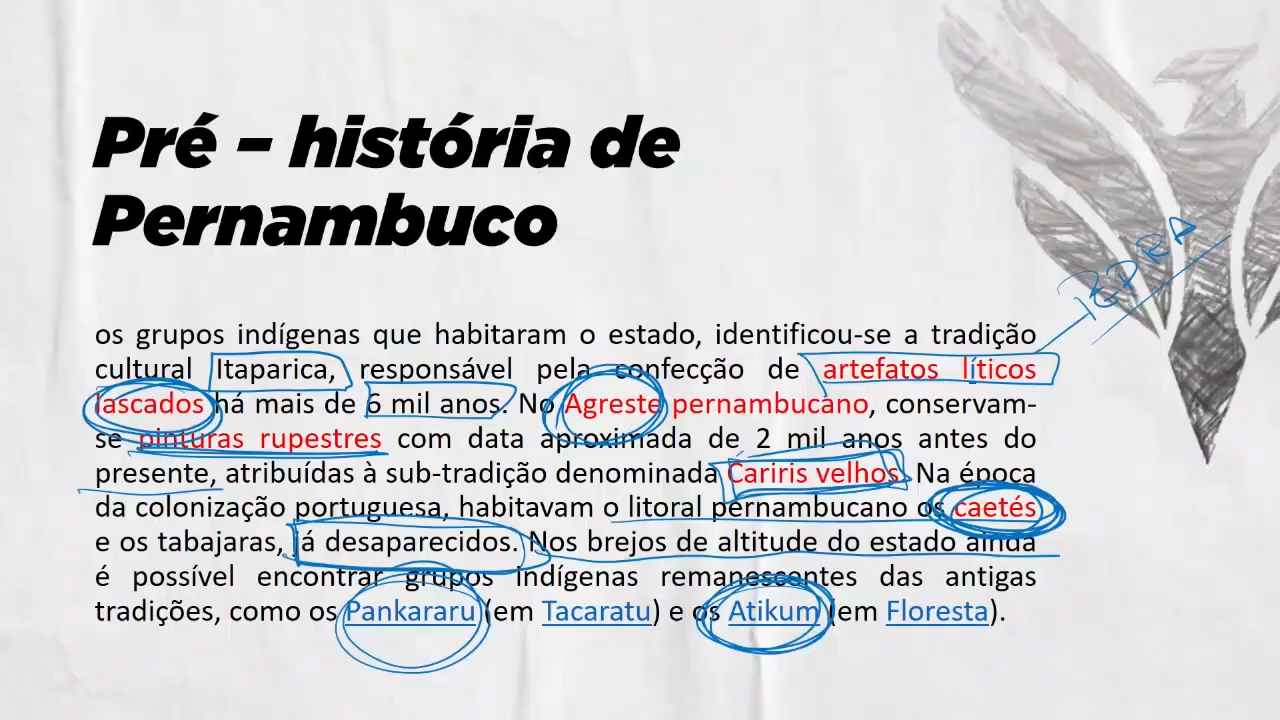 Pré – história de
Pernambuco
PEDRA
os grupos indígenas que habitaram o estado, identificou-se a tradição
cultural Itaparica, responsável pela confecção de artefatos líticos
lascados há mais de 6 mil anos. No Agreste pernambucano, conservam-
se pinturas rupestres com data aproximada de 2 mil anos antes do
presente, atribuídas à sub-tradição denominada Cariris velhos. Na época
da colonização portuguesa, habitavam o litoral pernambucano os caetés
e os tabajaras, já desaparecidos. Nos brejos de altitude do estado ainda
é possível encontrar grupos indígenas remanescentes das antigas
tradições, como os Pankararu (em Tacaratu) e os Atikum (em Floresta).